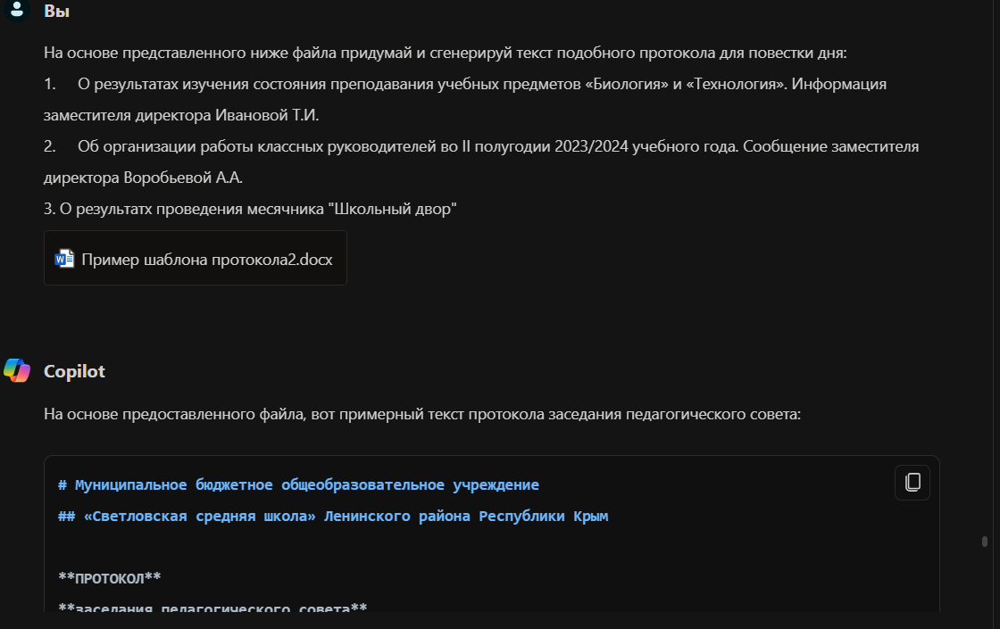 Вы
На основе представленного ниже файла придумай и сгенерируй текст подобного протокола для повестки дня:
1. О результатах изучения состояния преподавания учебных предметов «Биология» и «Технология». Информация
заместителя директора Ивановой Т.И.
2. Об организации работы классных руководителей во II полугодии 2023/2024 учебного года. Сообщение заместителя
директора Воробьевой А.А.
3. О результатх проведения месячника "Школьный двор"
Пример шаблона протокола2.docx
Copilot
На основе предоставленного файла, вот примерный текст протокола заседания педагогического совета:
# Муниципальное бюджетное общеобразовательное учреждение
## «Светловская средняя школа» Ленинского района Республики Крым
**ПРОТОКОЛ**
**заседания педагогического совета**